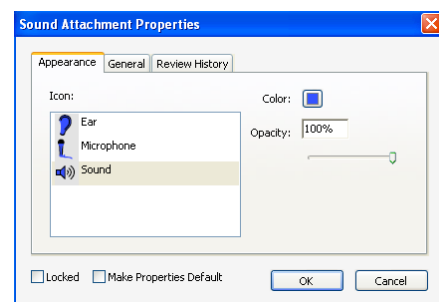 Sound Attachment Properties
Appearance General Review History
Icon:
Ear
Microphone
Sound
Color:
Opacity: 100%
Locked Make Properties Default OK Cancel